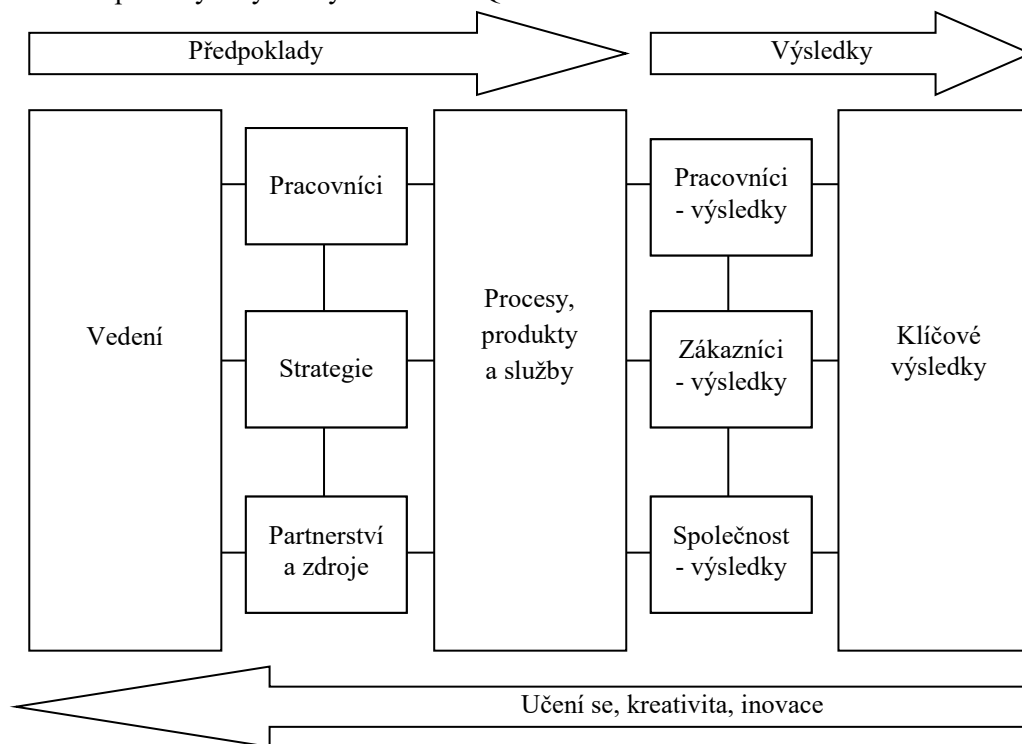 Předpoklady
Výsledky
Vedení
Pracovníci
Strategie
Partnerství
a zdroje
Procesy,
produkty
a služby
Pracovníci
- výsledky
Zákazníci
- výsledky
Společnost
- výsledky
Klíčové
výsledky
Učení se, kreativita, inovace